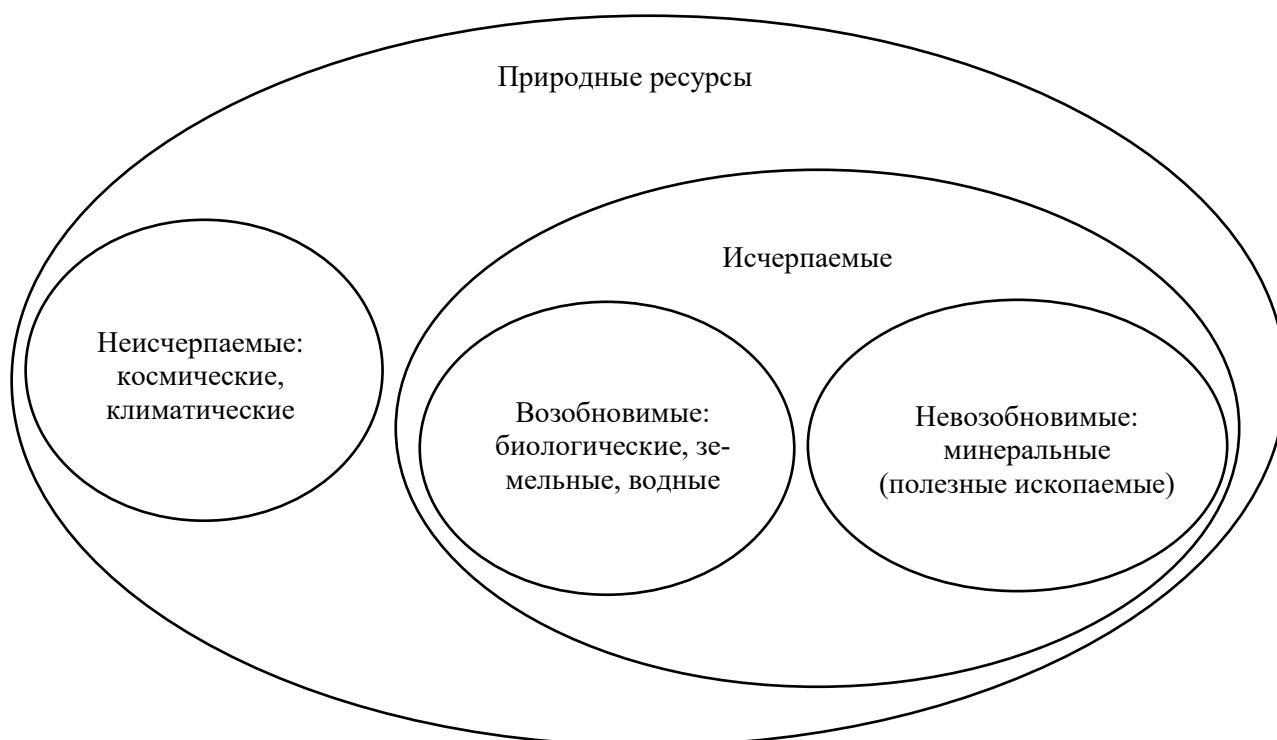 Природные ресурсы
Исчерпаемые
Неисчерпаемые:
космические,
климатические
Возобновимые:
биологические, зе-
мельные, водные
Невозобновимые:
минеральные
(полезные ископаемые)